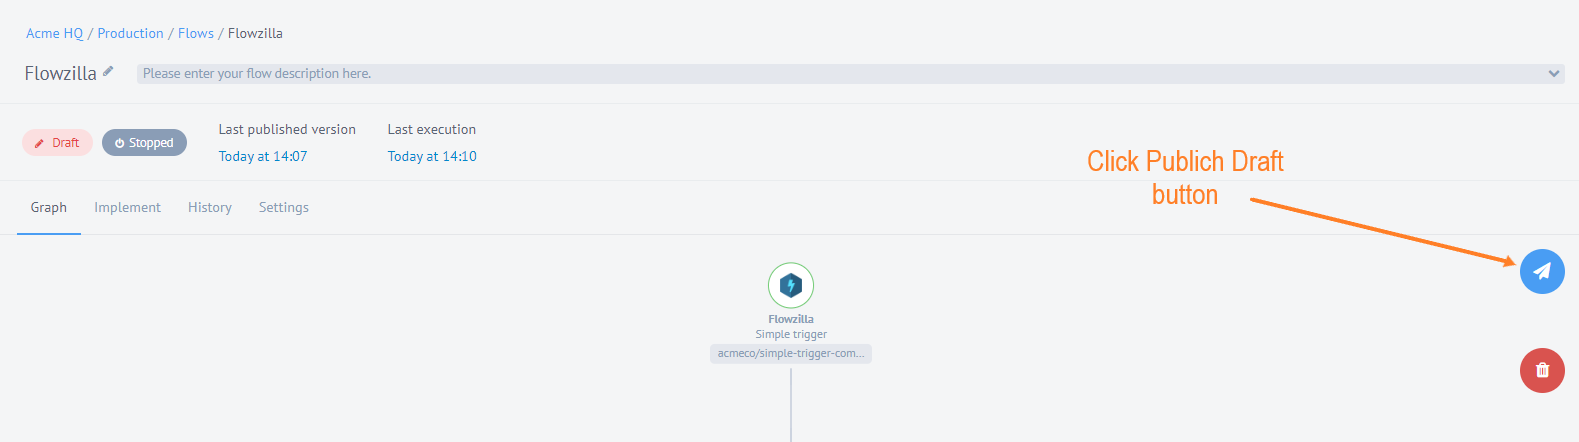 Acme HQ / Production / Flows / Flowzilla
Flowzilla
Please enter your flow description here.
Draft
Stopped
Last published version
Today at 14:07
Last execution
Today at 14:10
Click Publich Draft
button
Graph
Implement
History
Settings
Flowzilla
Simple trigger
acmeco/simple-trigger-com...